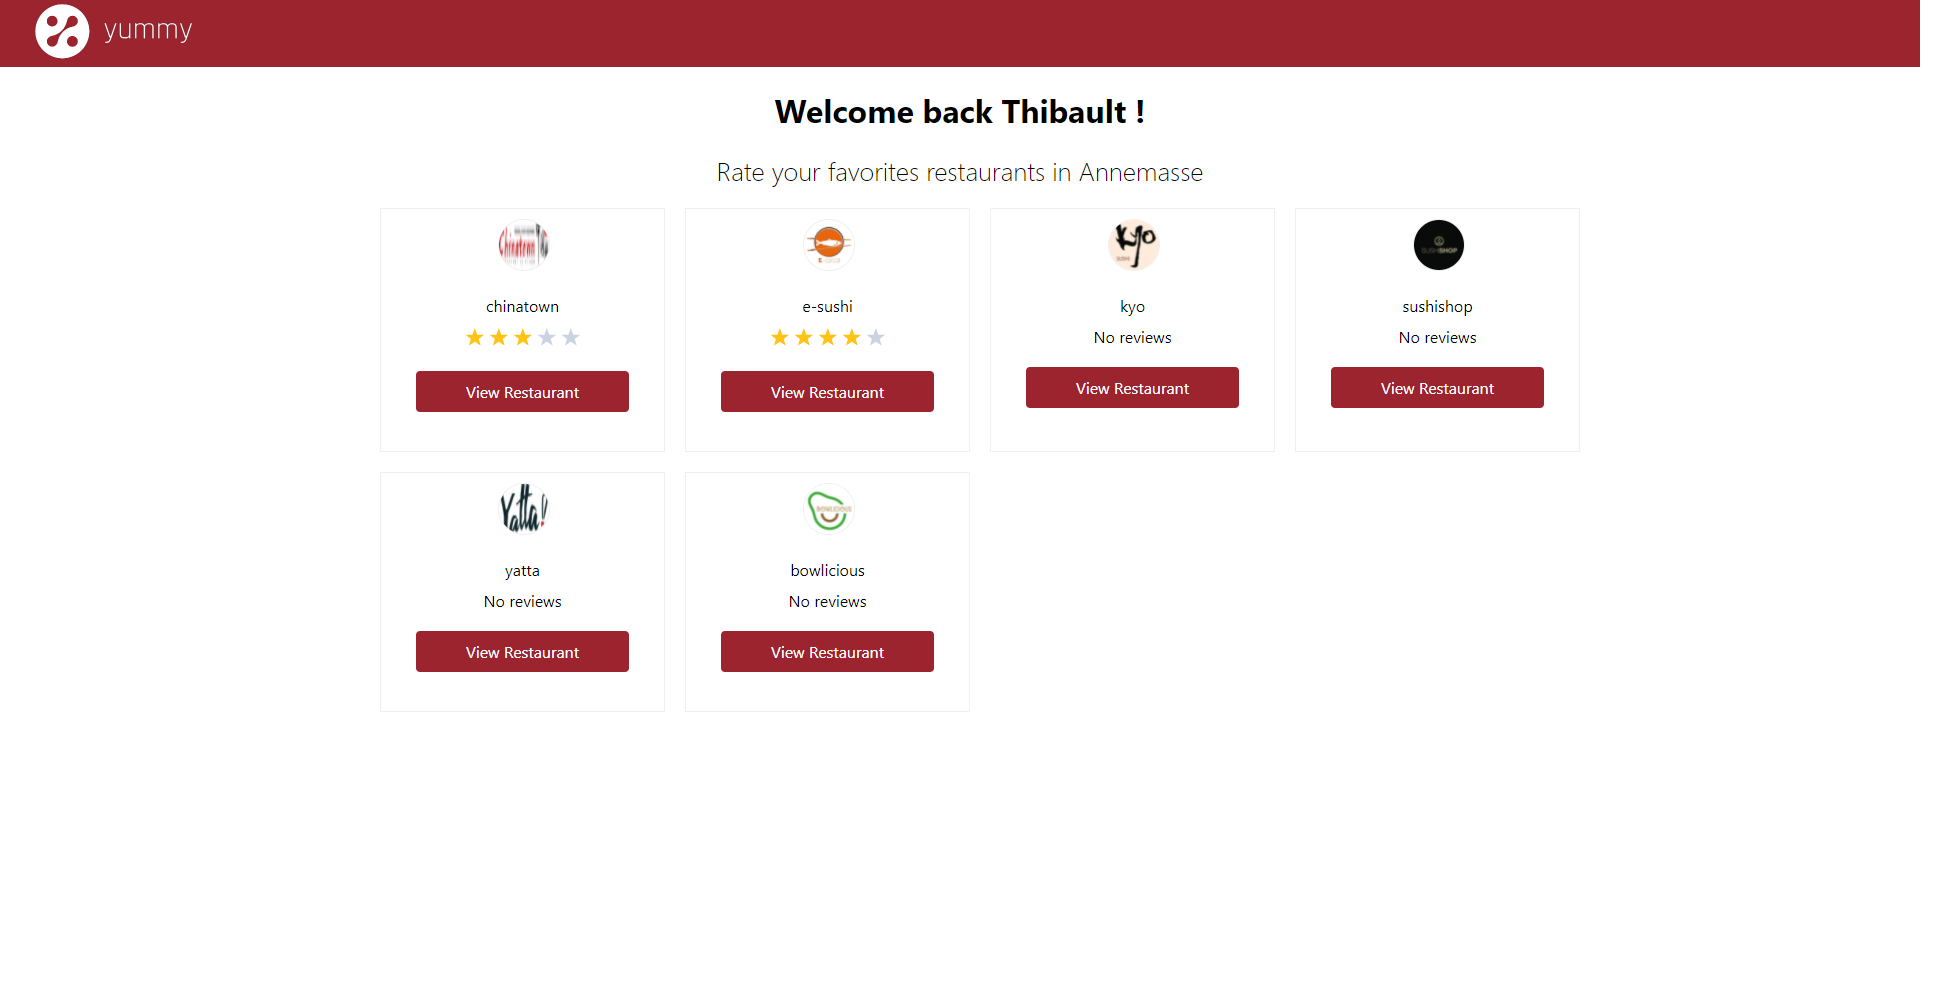 yummy
Welcome back Thibault !
Rate your favorites restaurants in Annemasse
Chinatown
kyo
SUSHI
SUSHISHOP
chinatown
e-sushi
kyo
sushishop
No reviews
No reviews
View Restaurant
View Restaurant
View Restaurant
View Restaurant
Yatta!
BOWLICIOUS
yatta
bowlicious
No reviews
No reviews
View Restaurant
View Restaurant